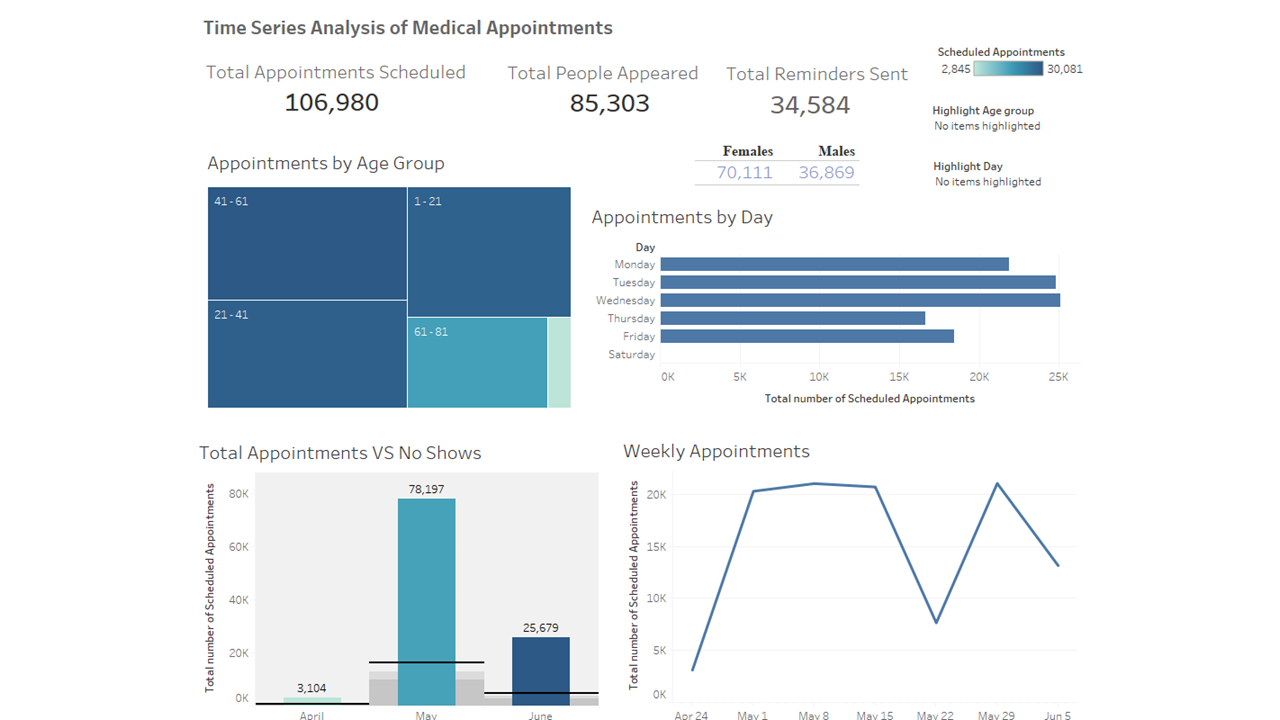 Time Series Analysis of Medical Appointments
Total Appointments Scheduled
106,980
Total People Appeared
85,303
Total Reminders Sent
34,584
Scheduled Appointments
2,845 30,081
Highlight Age group
No items highlighted
Highlight Day
No items highlighted
Females Males
70,111 36,869
Appointments by Age Group
41 - 61
1 - 21
21 - 41
61 - 81
Appointments by Day
Day
Monday
Tuesday
Wednesday
Thursday
Friday
Saturday
0K 5K 10K 15K 20K 25K
Total number of Scheduled Appointments
Total Appointments VS No Shows
Total number of Scheduled Appointments
80K
60K
40K
20K
0K
78,197
25,679
3,104
April May June
Weekly Appointments
Total number of Scheduled Appointments
20K
15K
10K
5K
0K
Apr 24 May 1 May 8 May 15 May 22 May 29 Jun 5